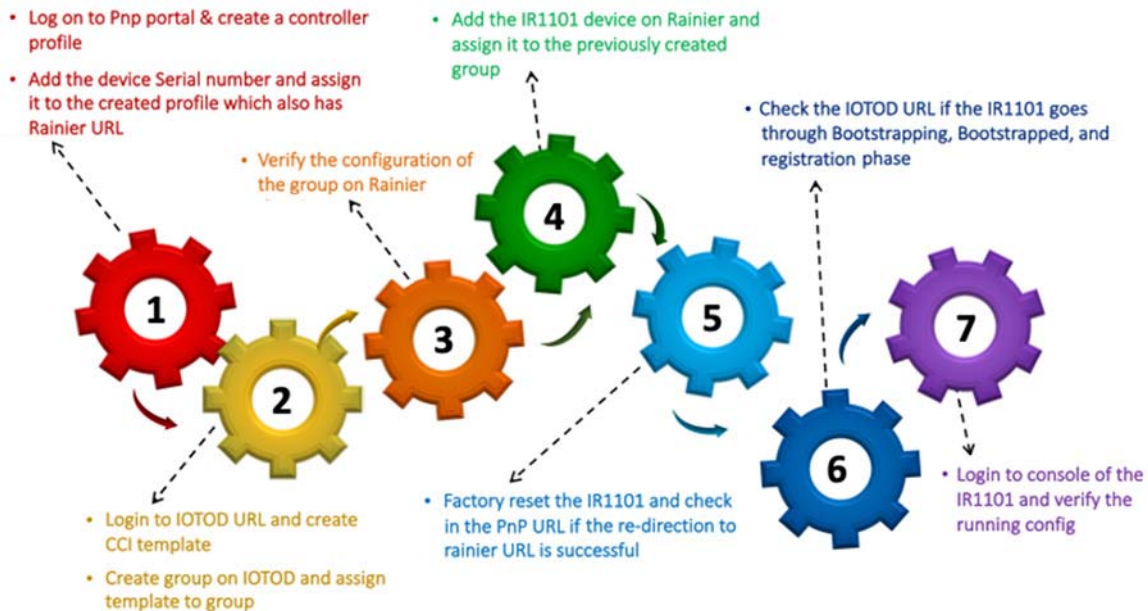 • Log on to Pnp portal & create a controller
profile
• Add the device Serial number and assign
it to the created profile which also has
Rainier URL
1
• Login to IOTOD URL and create
CCI template
• Create group on IOTOD and assign
template to group
2
• Verify the configuration of
the group on Rainier
3
• Add the IR1101 device on Rainier and
assign it to the previously created
group
4
• Factory reset the IR1101 and check
in the PnP URL if the re-direction to
rainier URL is successful
5
• Check the IOTOD URL if the IR1101 goes
through Bootstrapping, Bootstrapped, and
registration phase
6
• Login to console of the
IR1101 and verify the
running config
7